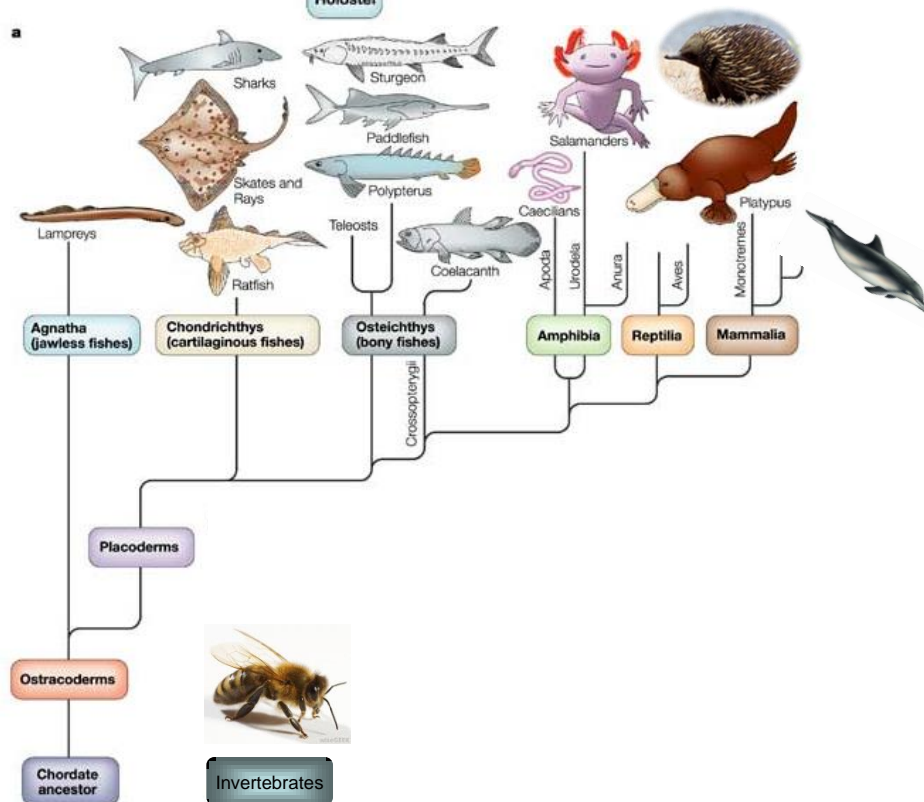 Holostei
a
Sharks
Sturgeon
Paddlefish
Salamanders
Skates and
Rays
Polypterus
Caecilians
Platypus
Lampreys
Teleosts
Coelacanth
Ratfish
Apoda
Urodela
Anura
Aves
Monotremes
Agnatha
(jawless fishes)
Chondrichthys
(cartilaginous fishes)
Osteichthys
(bony fishes)
Amphibia
Reptilia
Mammalia
Crossopterygii
Placoderms
Ostracoderms
Chordate
ancestor
Invertebrates